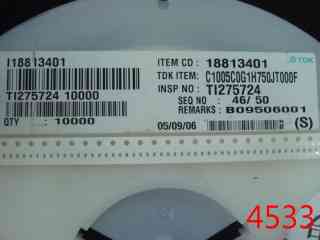 I18813401
TI275724 10000
QTY : 10000
TDK
ITEM CD : 18813401
TDK ITEM: C1005C0G1H750JT000F
INSP NO : TI275724
SEQ NO : 46/ 50
REMARKS : B09506001
05/09/06
(S)
4533